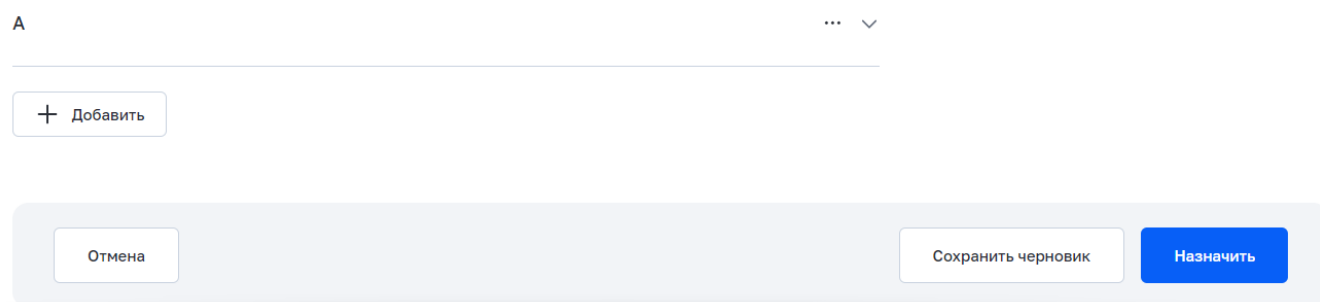 А
Добавить
Отмена
Сохранить черновик
Назначить